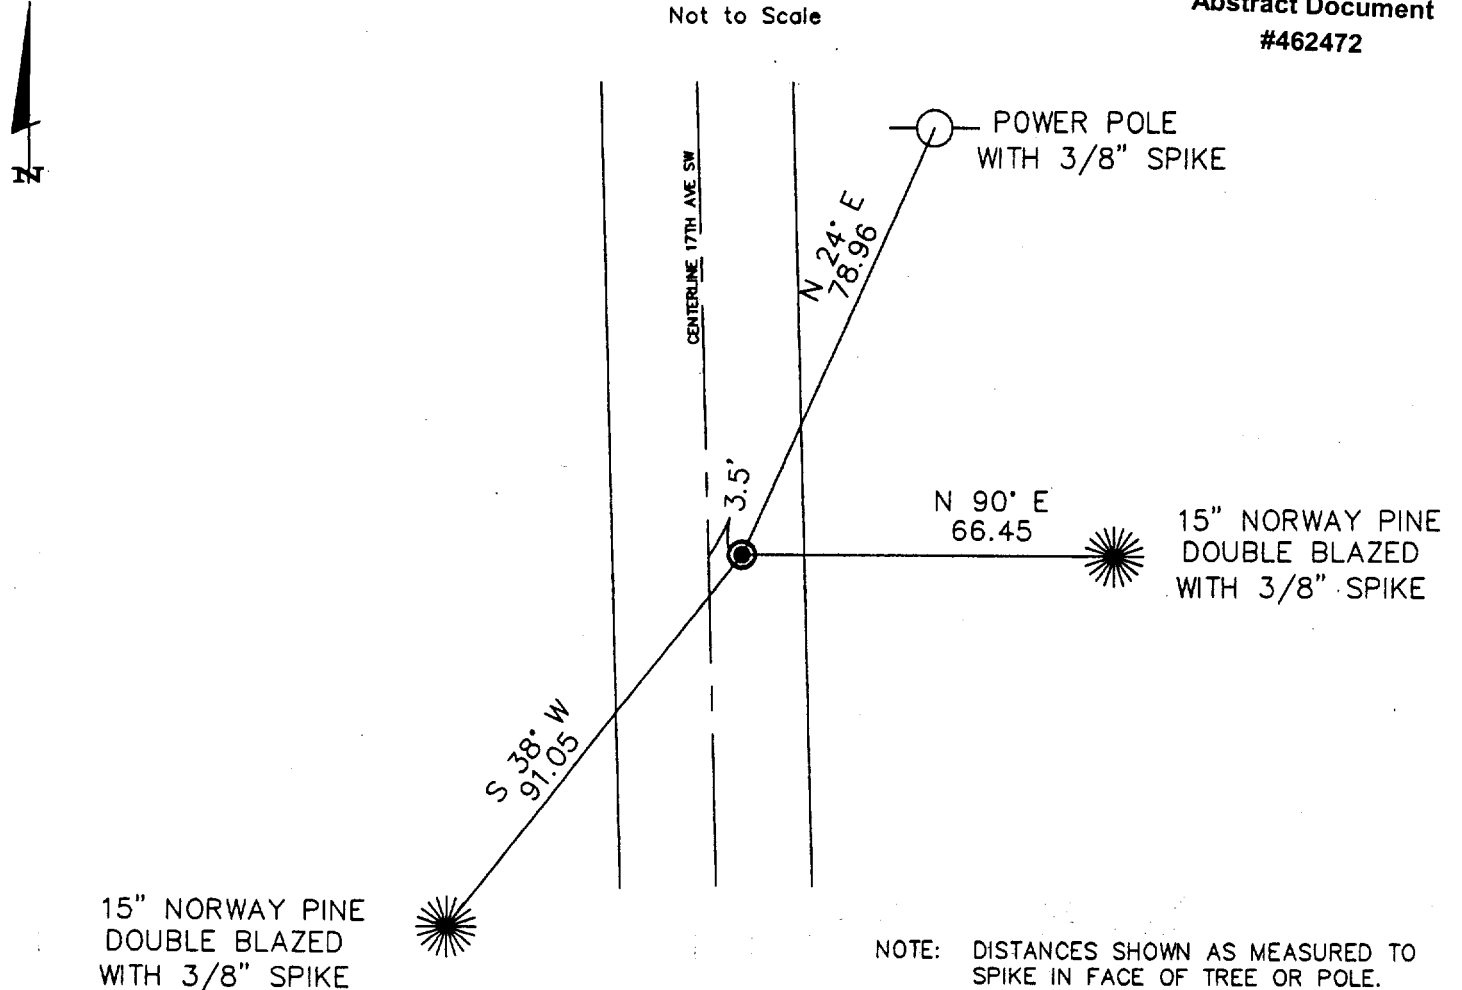 Not to Scale
Abstract Document
#462472
N
POWER POLE
WITH 3/8" SPIKE
CENTERLINE 17TH AVE SW
N 24° E
78.96
3.5'
N 90° E
66.45
15" NORWAY PINE
DOUBLE BLAZED
WITH 3/8" SPIKE
S 38° W
91.05
15" NORWAY PINE
DOUBLE BLAZED
WITH 3/8" SPIKE
NOTE: DISTANCES SHOWN AS MEASURED TO
SPIKE IN FACE OF TREE OR POLE.